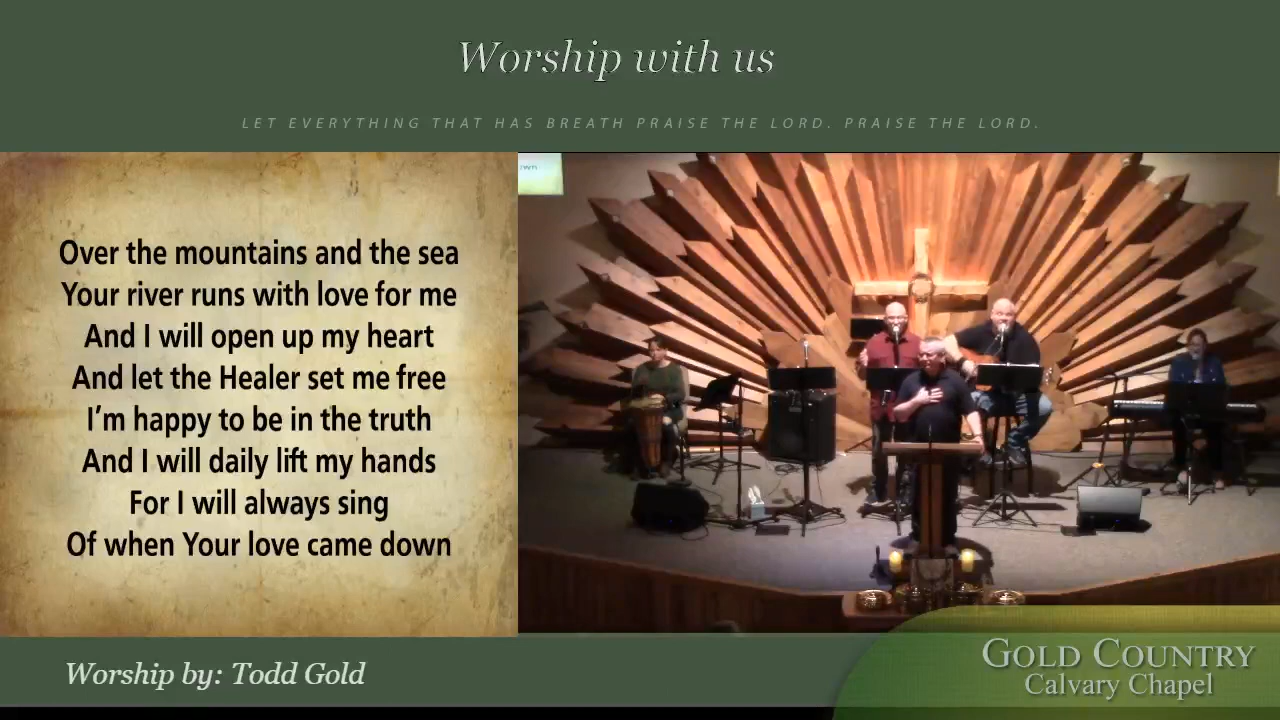 Worship with us
LET EVERYTHING THAT HAS BREATH PRAISE THE LORD. PRAISE THE LORD.
Over the mountains and the sea
Your river runs with love for me
And I will open up my heart
And let the Healer set me free
I'm happy to be in the truth
And I will daily lift my hands
For I will always sing
Of when Your love came down
Worship by: Todd Gold
GOLD COUNTRY
Calvary Chapel